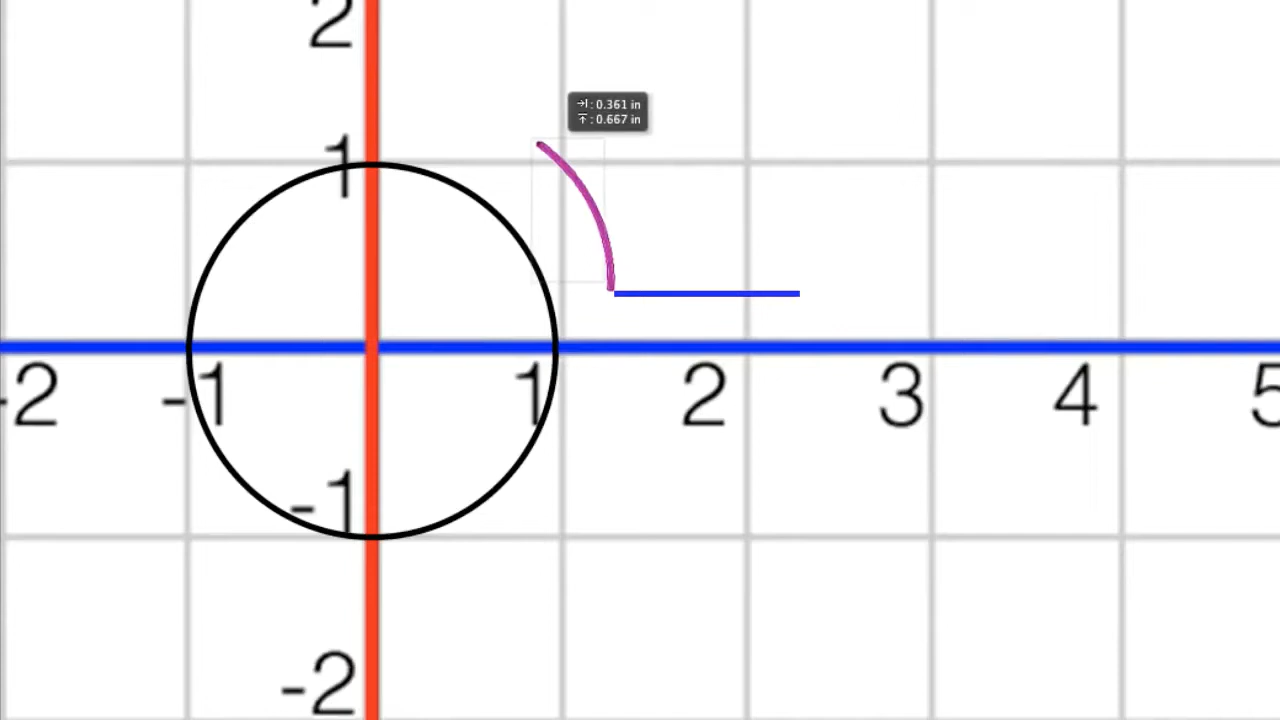 2
→|: 0.361 in
⤒: 0.667 in
1
-2 -1 1 2 3 4 5
-1
-2